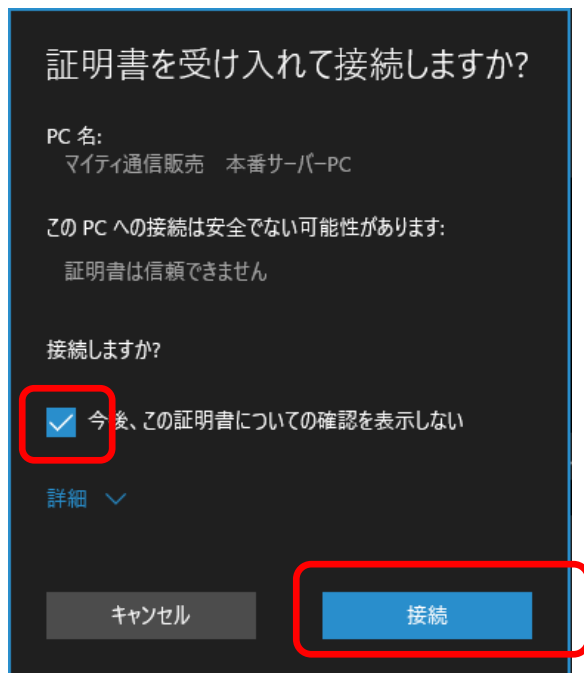 証明書を受け入れて接続しますか?
PC 名:
マイティ通信販売　本番サーバーPC
この PC への接続は安全でない可能性があります:
証明書は信頼できません
接続しますか?
今後、この証明書についての確認を表示しない
詳細
キャンセル
接続